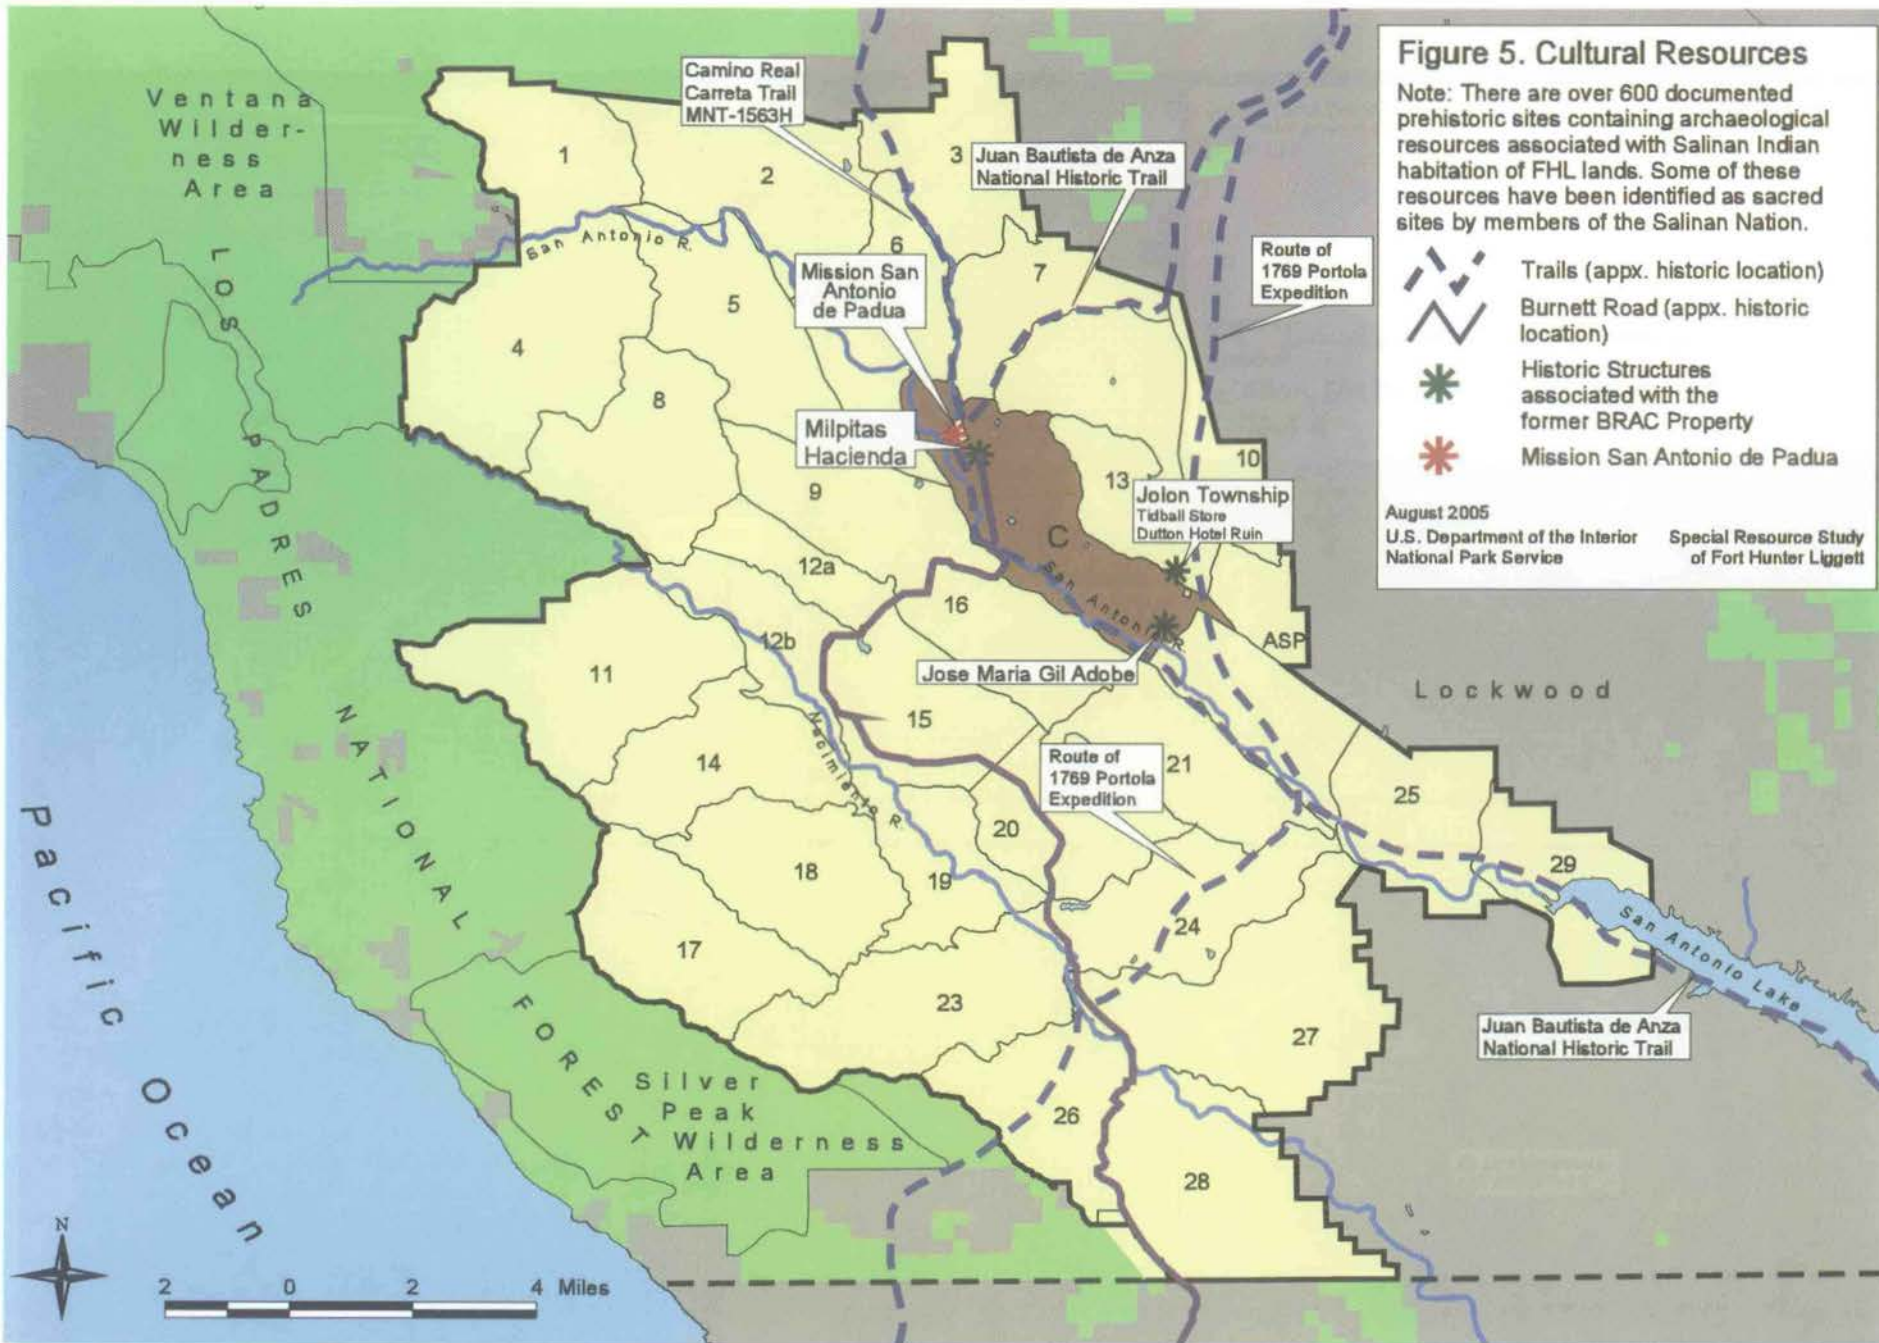 Figure 5. Cultural Resources
Note: There are over 600 documented
prehistoric sites containing archaeological
resources associated with Salinan Indian
habitation of FHL lands. Some of these
resources have been identified as sacred
sites by members of the Salinan Nation.
Trails (appx. historic location)
Burnett Road (appx. historic
location)
Historic Structures
associated with the
former BRAC Property
Mission San Antonio de Padua
August 2005
U.S. Department of the Interior
National Park Service
Special Resource Study
of Fort Hunter Liggett
Ventana
Wilder-
ness
Area
Camino Real
Carreta Trail
MNT-1563H
Juan Bautista de Anza
National Historic Trail
Route of
1769 Portola
Expedition
1
2
3
San Antonio R.
6
7
Mission San
Antonio
de Padua
5
4
8
Milpitas
Hacienda
9
13
10
Jolon Township
Tidball Store
Dutton Hotel Ruin
C
12a
San Antonio R.
16
12b
ASP
11
Jose Maria Gil Adobe
Lockwood
15
14
Nacimiento R.
Route of
1769 Portola
Expedition
21
25
20
29
18
19
24
17
23
San Antonio Lake
27
Juan Bautista de Anza
National Historic Trail
26
28
LOS PADRES NATIONAL FOREST
Silver
Peak
Wilderness
Area
Pacific Ocean
N
2 0 2 4 Miles